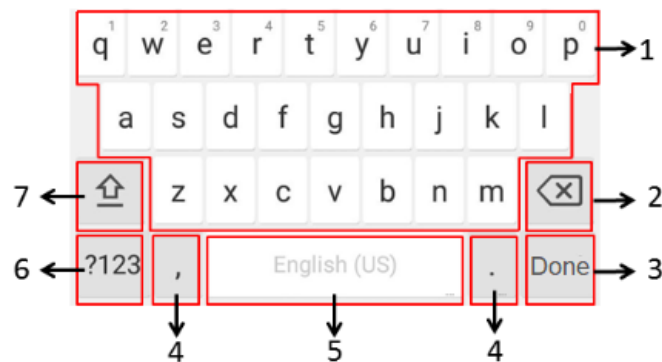 q 1 w 2 e 3 r 4 t 5 y 6 u 7 i 8 o 9 p 0 1
a s d f g h j k l
7 z x c v b n m 2
6 ?123 , English (US) . Done 3
4 5 4